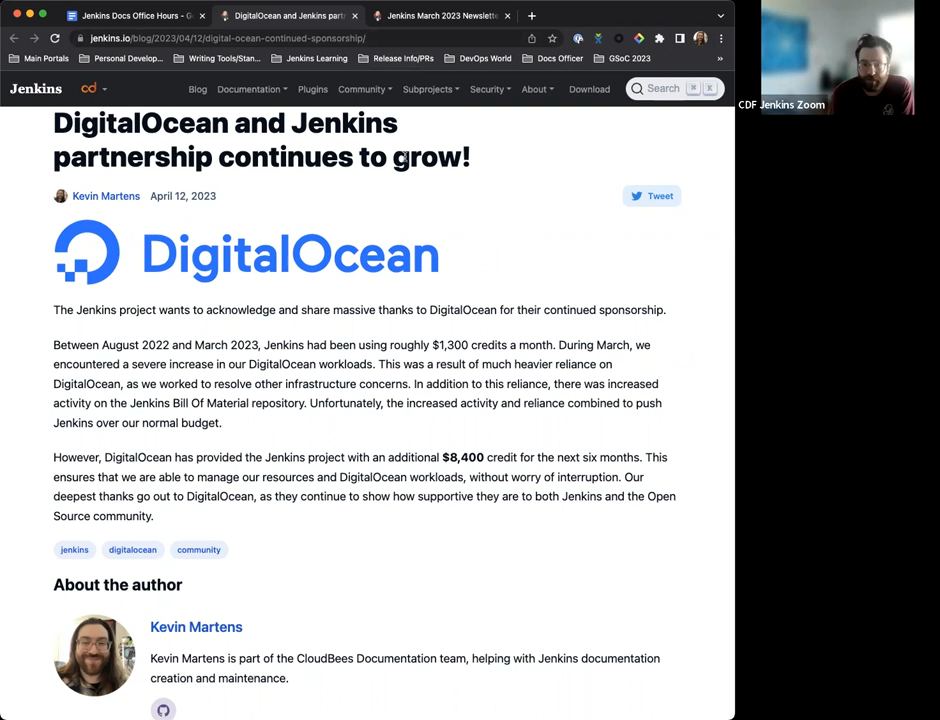 Jenkins Docs Office Hours - G
DigitalOcean and Jenkins part
Jenkins March 2023 Newslette
jenkins.io/blog/2023/04/12/digital-ocean-continued-sponsorship/
Main Portals
Personal Develop...
Writing Tools/Stan...
Jenkins Learning
Release Info/PRs
DevOps World
Docs Officer
GSoC 2023
»
Jenkins
cd
Blog
Documentation
Plugins
Community
Subprojects
Security
About
Download
Search
⌘
K
CDF Jenkins Zoom
DigitalOcean and Jenkins
partnership continues to grow!
Kevin Martens
April 12, 2023
Tweet
DigitalOcean
The Jenkins project wants to acknowledge and share massive thanks to DigitalOcean for their continued sponsorship.
Between August 2022 and March 2023, Jenkins had been using roughly $1,300 credits a month. During March, we
encountered a severe increase in our DigitalOcean workloads. This was a result of much heavier reliance on
DigitalOcean, as we worked to resolve other infrastructure concerns. In addition to this reliance, there was increased
activity on the Jenkins Bill Of Material repository. Unfortunately, the increased activity and reliance combined to push
Jenkins over our normal budget.
However, DigitalOcean has provided the Jenkins project with an additional $8,400 credit for the next six months. This
ensures that we are able to manage our resources and DigitalOcean workloads, without worry of interruption. Our
deepest thanks go out to DigitalOcean, as they continue to show how supportive they are to both Jenkins and the Open
Source community.
jenkins
digitalocean
community
About the author
Kevin Martens
Kevin Martens is part of the CloudBees Documentation team, helping with Jenkins documentation
creation and maintenance.